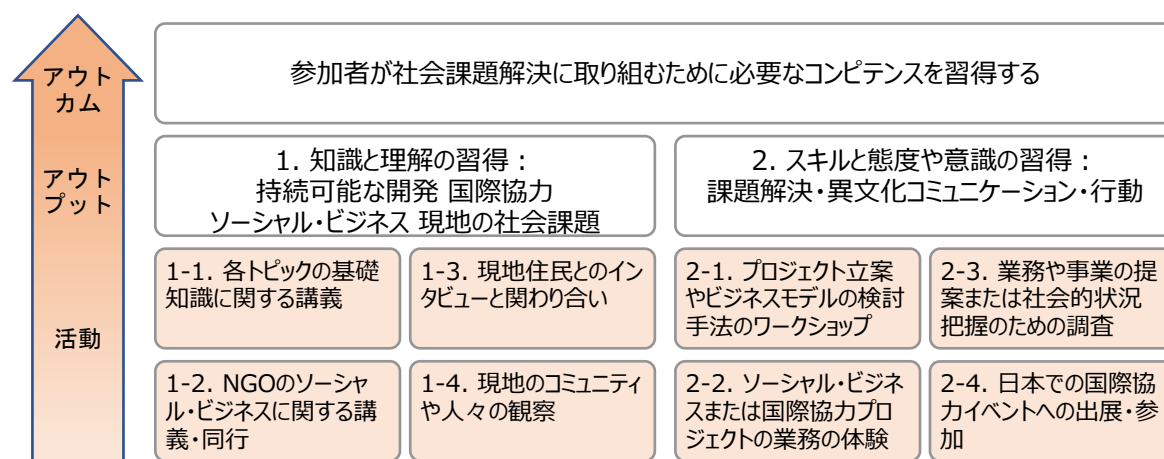 アウト
カム
参加者が社会課題解決に取り組むために必要なコンピテンスを習得する
アウト
プット
1. 知識と理解の習得：
持続可能な開発 国際協力
ソーシャル・ビジネス 現地の社会課題
2. スキルと態度や意識の習得：
課題解決・異文化コミュニケーション・行動
活動
1-1. 各トピックの基礎
知識に関する講義
1-3. 現地住民とのイン
タビューと関わり合い
2-1. プロジェクト立案
やビジネスモデルの検討
手法のワークショップ
2-3. 業務や事業の提
案または社会的状況
把握のための調査
1-2. NGOのソーシャ
ル・ビジネスに関する講
義・同行
1-4. 現地のコミュニティ
や人々の観察
2-2. ソーシャル・ビジネ
スまたは国際協力プロ
ジェクトの業務の体験
2-4. 日本での国際協
力イベントへの出展・参
加